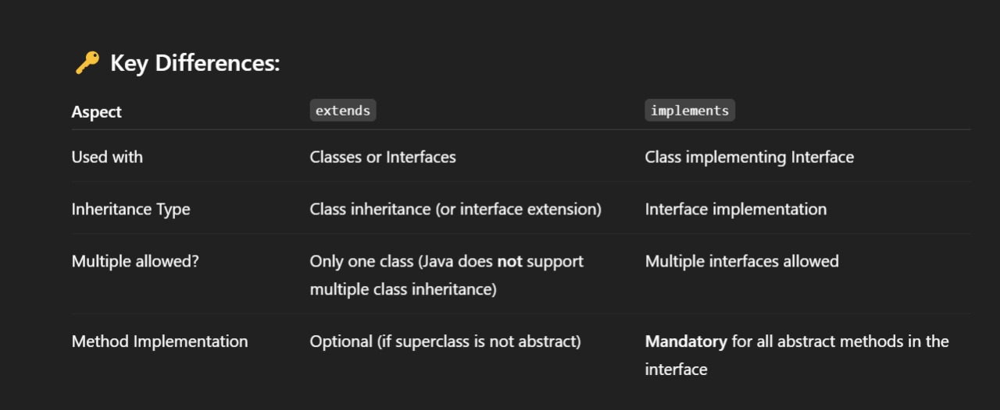 🔑 Key Differences:
Aspect extends implements
Used with Classes or Interfaces Class implementing Interface
Inheritance Type Class inheritance (or interface extension) Interface implementation
Multiple allowed? Only one class (Java does not support Multiple interfaces allowed
multiple class inheritance)
Method Implementation Optional (if superclass is not abstract) Mandatory for all abstract methods in the
interface